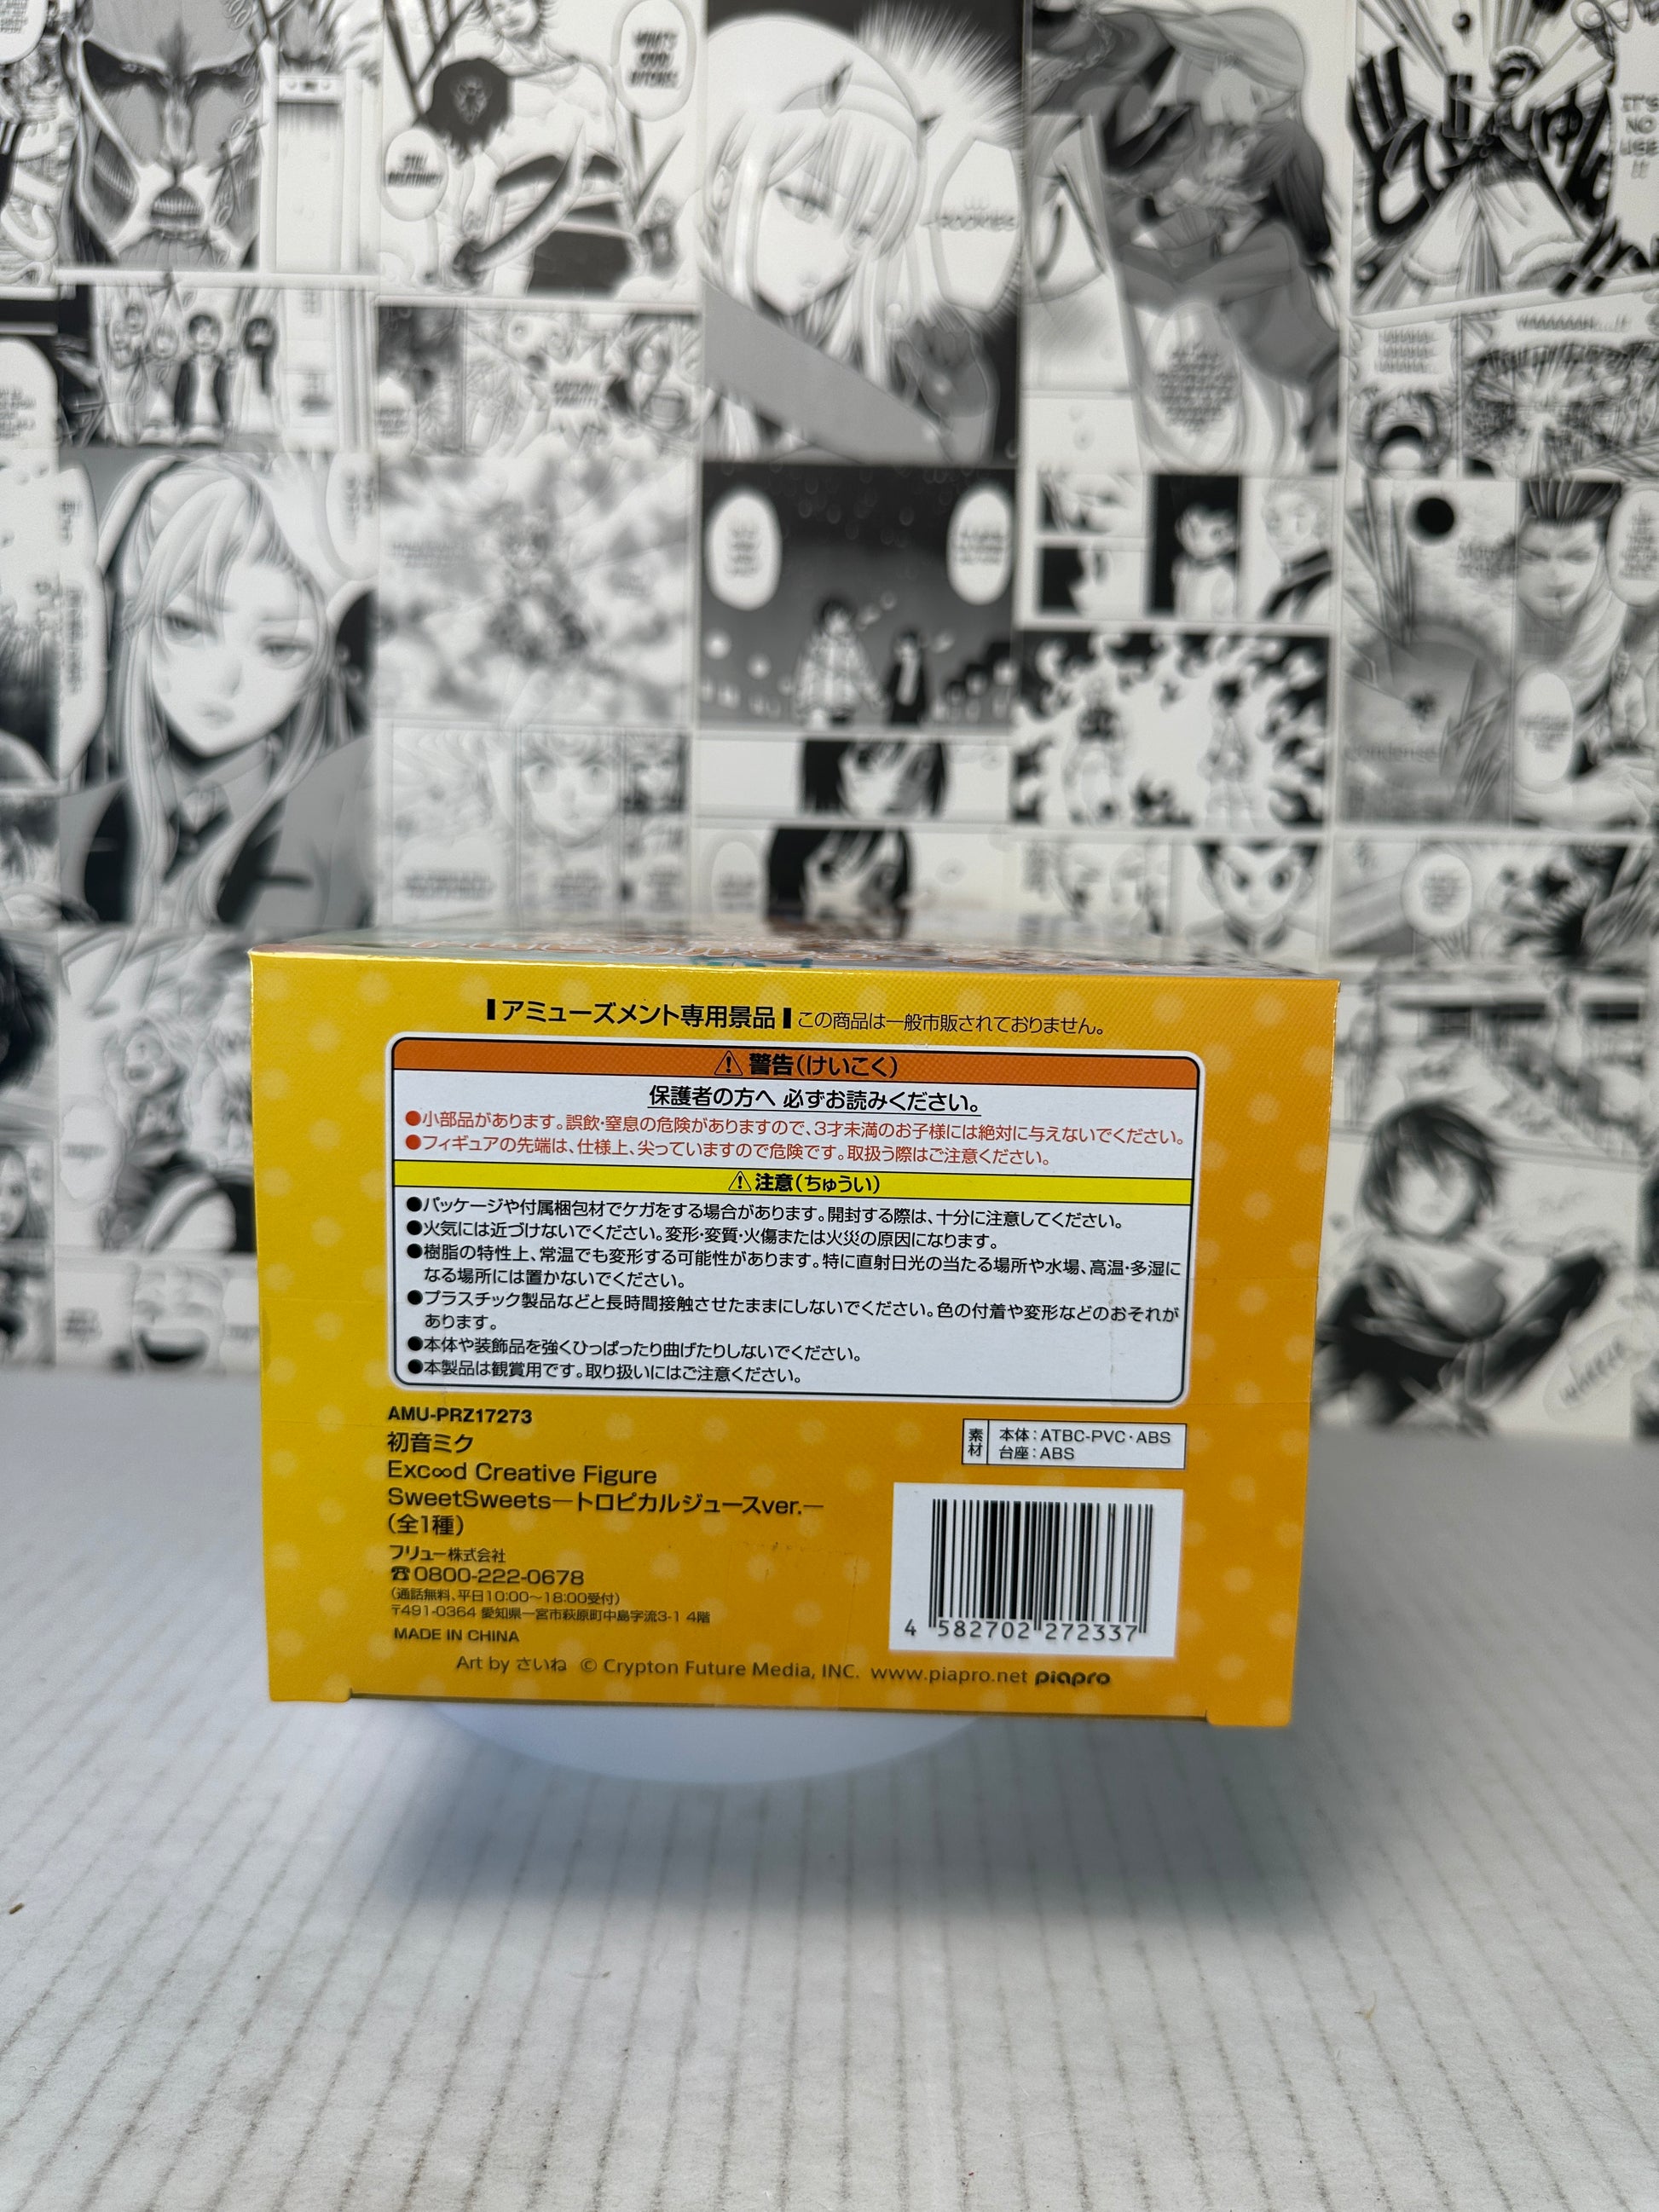 WHAT'S
IT'S
NO
USE
!!
ROOKIES
▌アミューズメント専用景品▐ この商品は一般市販されておりません。
⚠ 警告(けいこく)
保護者の方へ 必ずお読みください。
●小部品があります。誤飲・窒息の危険がありますので、3才未満のお子様には絶対に与えないでください。
●フィギュアの先端は、仕様上、尖っていますので危険です。取扱う際はご注意ください。
⚠ 注意(ちゅうい)
●パッケージや付属梱包材でケガをする場合があります。開封する際は、十分に注意してください。
●火気には近づけないでください。変形・変質・火傷または火災の原因になります。
●樹脂の特性上、常温でも変形する可能性があります。特に直射日光の当たる場所や水場、高温・多湿に
なる場所には置かないでください。
●プラスチック製品などと長時間接触させたままにしないでください。色の付着や変形などのおそれが
あります。
●本体や装飾品を強くひっぱったり曲げたりしないでください。
●本製品は観賞用です。取り扱いにはご注意ください。
AMU-PRZ17273
初音ミク
Exc∞d Creative Figure
SweetSweets―トロピカルジュースver.―
(全1種)
フリュー株式会社
☎0800-222-0678
(通話無料、平日10:00〜18:00受付)
〒491-0364 愛知県一宮市萩原町中島字流3-1 4階
MADE IN CHINA
素材
本体:ATBC-PVC・ABS
台座:ABS
4 582702 272337
Art by さいね © Crypton Future Media, INC. www.piapro.net piapro